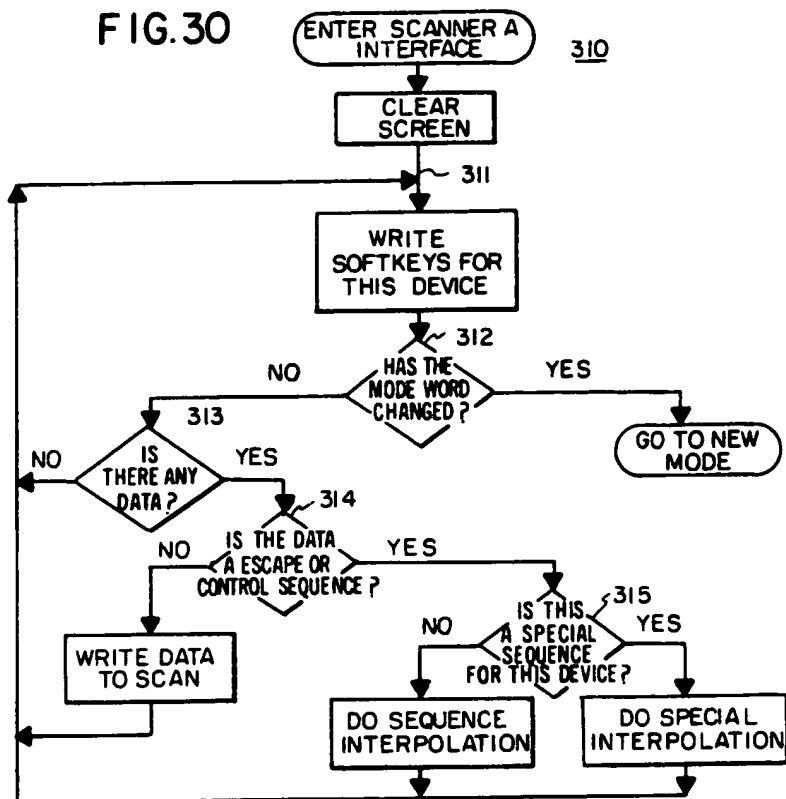 FIG.30
ENTER SCANNER A
INTERFACE
310
CLEAR
SCREEN
311
WRITE
SOFTKEYS FOR
THIS DEVICE
312
HAS THE
MODE WORD
CHANGED?
NO
YES
GO TO NEW
MODE
313
IS
THERE ANY
DATA?
NO
YES
314
IS THE DATA
A ESCAPE OR
CONTROL SEQUENCE?
NO
YES
315
IS THIS
A SPECIAL
SEQUENCE
FOR THIS DEVICE?
NO
YES
WRITE DATA
TO SCAN
DO SEQUENCE
INTERPOLATION
DO SPECIAL
INTERPOLATION